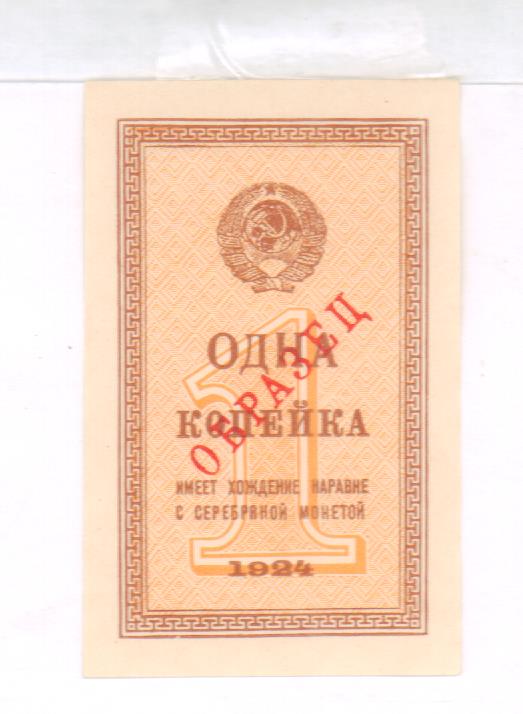 ОДНА
КОПЕЙКА
ОБРАЗЕЦ
ИМЕЕТ ХОЖДЕНИЕ НАРАВНЕ
С СЕРЕБРЯНОЙ МОНЕТОЙ
1
1924